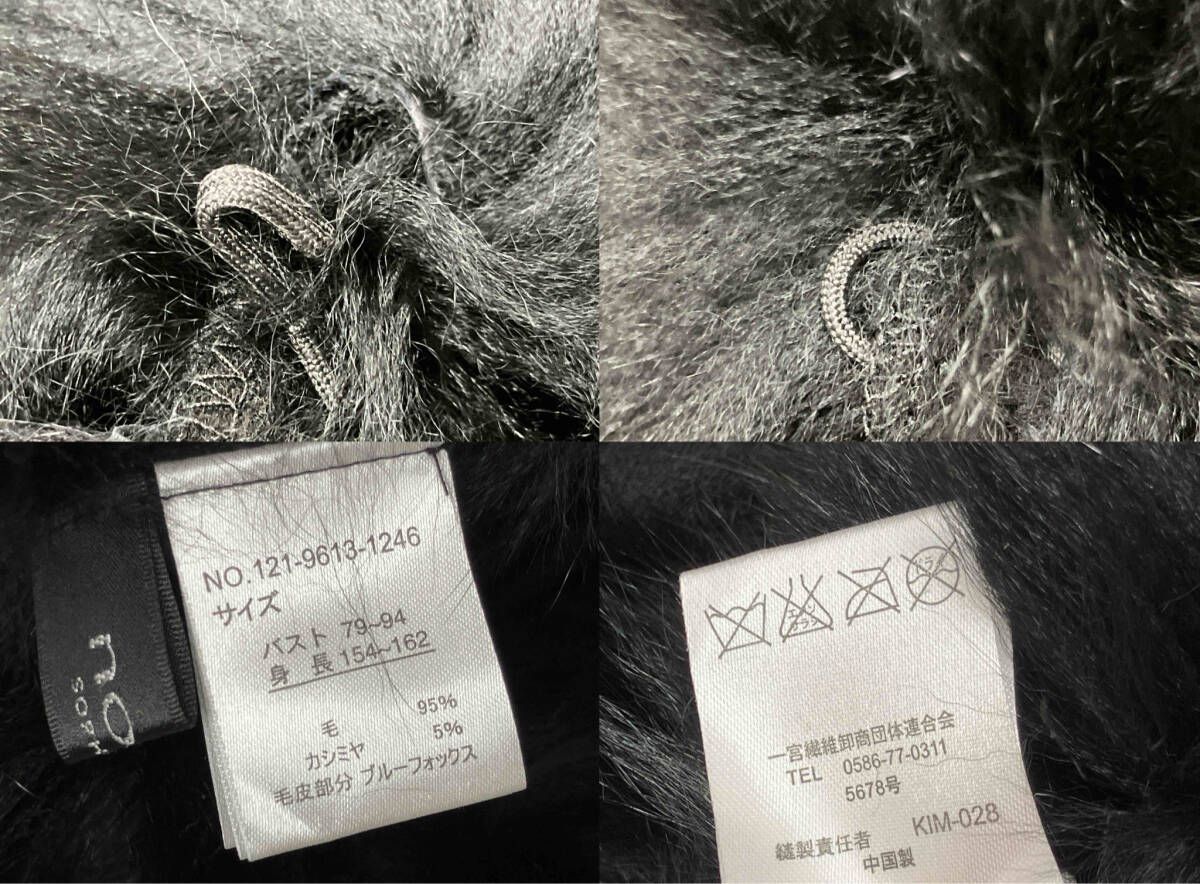 NO.121-9613-1246
サイズ
バスト 79~94
身 長 154~162
毛 95%
カシミヤ 5%
毛皮部分 ブルーフォックス
一宮繊維卸商団体連合会
TEL 0586-77-0311
5678号
KIM-028
縫製責任者
中国製